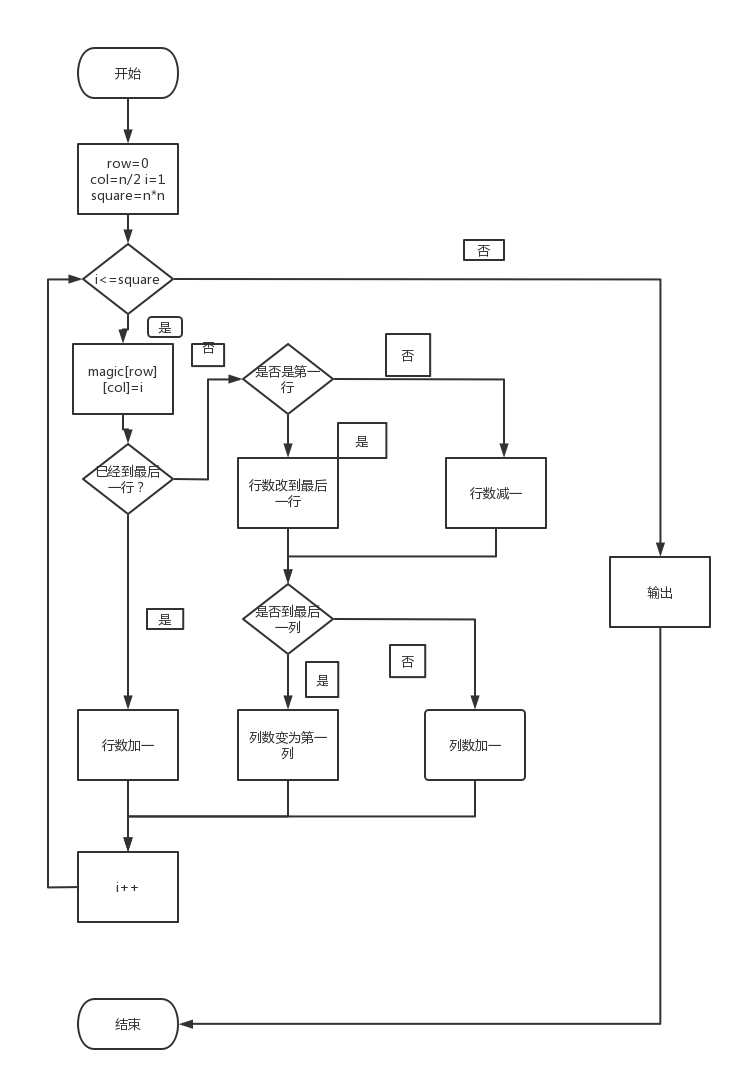 开始
row=0
col=n/2 i=1
square=n*n
否
i<=square
是
否
否
magic[row]
[col]=i
是否是第一
行
是
已经到最后
一行？
行数改到最后
一行
行数减一
输出
是
是否到最后
一列
否
是
行数加一
列数变为第一
列
列数加一
i++
结束